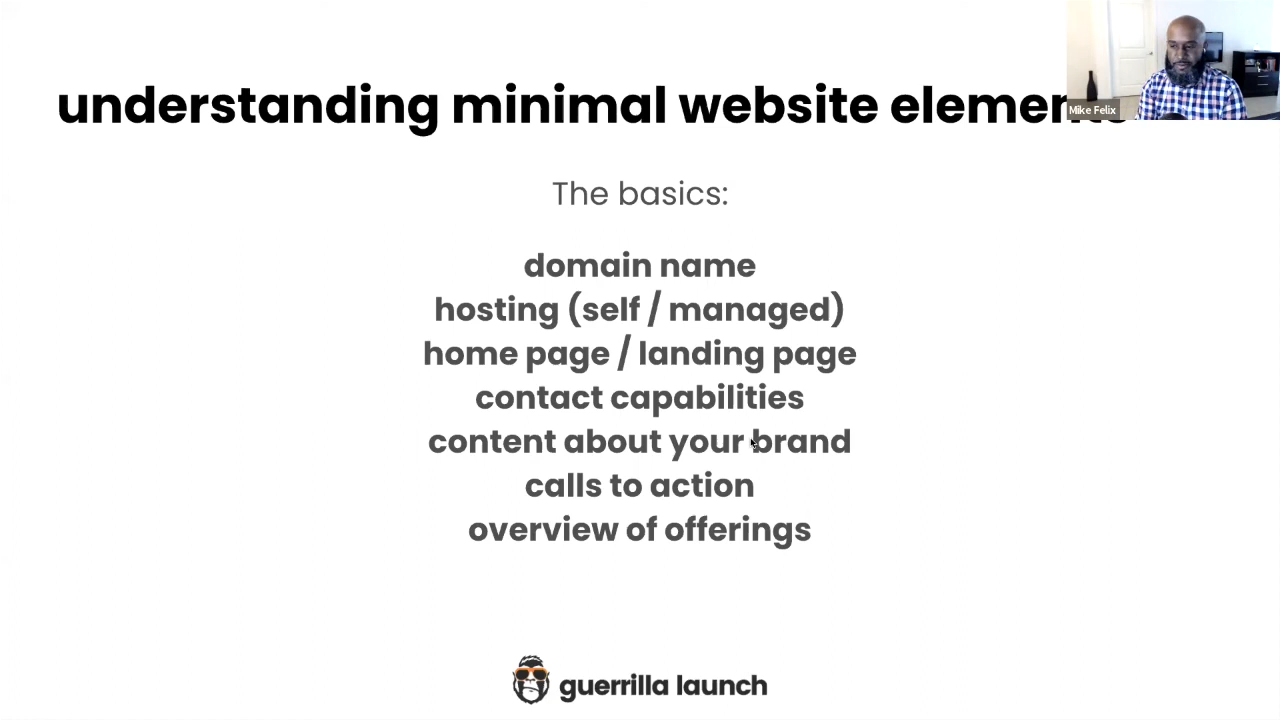 understanding minimal website
Mike Felix
The basics:
domain name
hosting (self / managed)
home page / landing page
contact capabilities
content about your brand
calls to action
overview of offerings
guerrilla launch